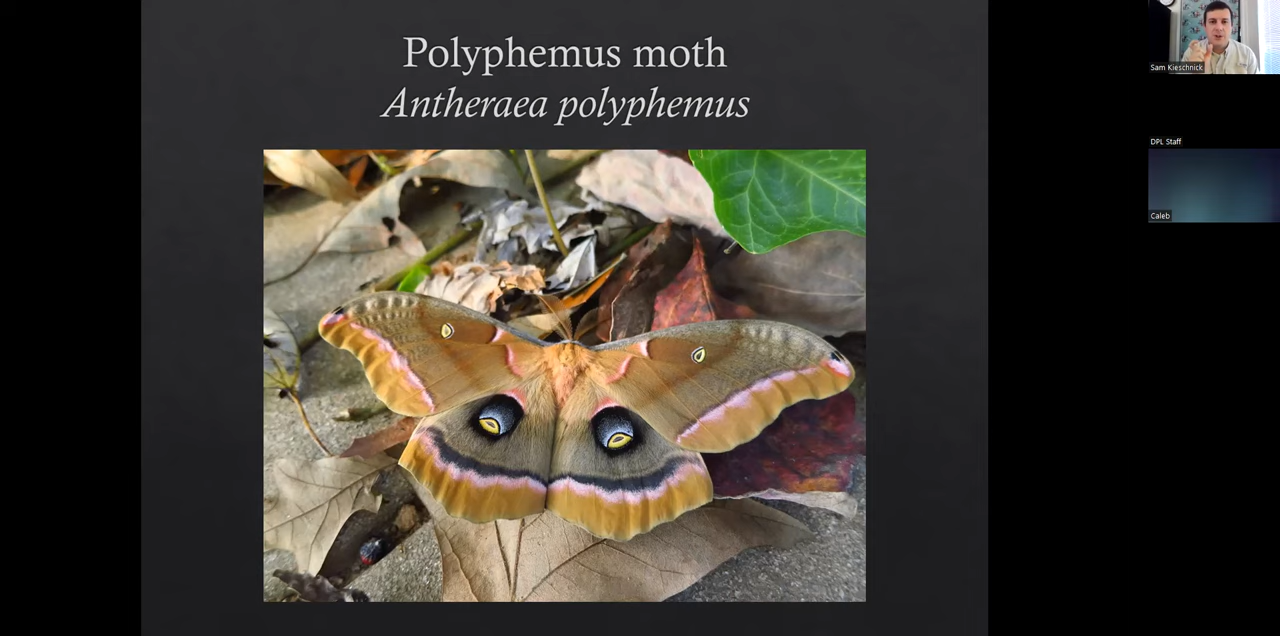 Polyphemus moth
Antheraea polyphemus
Sam Kieschnick
DPL Staff
Caleb